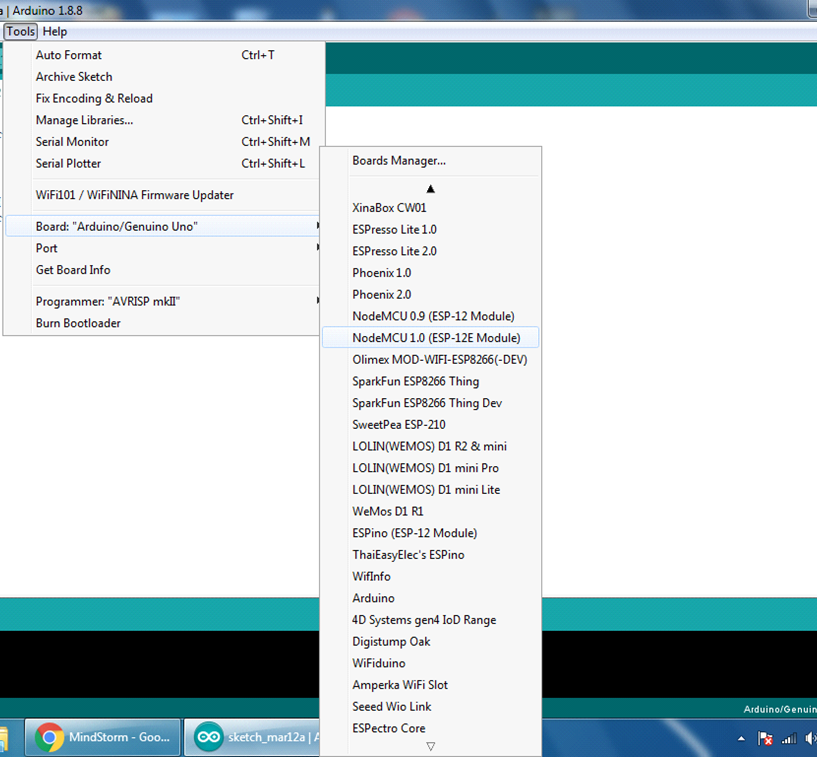 | Arduino 1.8.8
Tools Help
Auto Format Ctrl+T
Archive Sketch
Fix Encoding & Reload
Manage Libraries... Ctrl+Shift+I
Serial Monitor Ctrl+Shift+M
Serial Plotter Ctrl+Shift+L
WiFi101 / WiFiNINA Firmware Updater
Board: "Arduino/Genuino Uno"
Port
Get Board Info
Programmer: "AVRISP mkII"
Burn Bootloader
Boards Manager...
XinaBox CW01
ESPresso Lite 1.0
ESPresso Lite 2.0
Phoenix 1.0
Phoenix 2.0
NodeMCU 0.9 (ESP-12 Module)
NodeMCU 1.0 (ESP-12E Module)
Olimex MOD-WIFI-ESP8266(-DEV)
SparkFun ESP8266 Thing
SparkFun ESP8266 Thing Dev
SweetPea ESP-210
LOLIN(WEMOS) D1 R2 & mini
LOLIN(WEMOS) D1 mini Pro
LOLIN(WEMOS) D1 mini Lite
WeMos D1 R1
ESPino (ESP-12 Module)
ThaiEasyElec's ESPino
WifInfo
Arduino
4D Systems gen4 IoD Range
Digistump Oak
WiFiduino
Amperka WiFi Slot
Seeed Wio Link
ESPectro Core
Arduino/Genuin
MindStorm - Goo...
sketch_mar12a | A